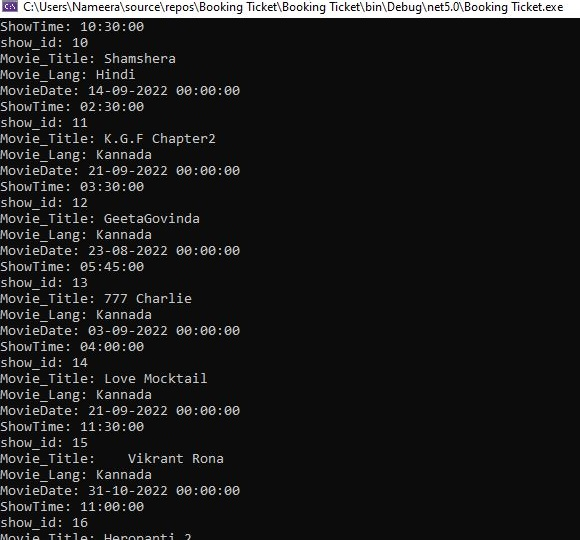 C:\Users\Nameera\source\repos\Booking Ticket\Booking Ticket\bin\Debug\net5.0\Booking Ticket.exe
ShowTime: 10:30:00
show_id: 10
Movie_Title: Shamshera
Movie_Lang: Hindi
MovieDate: 14-09-2022 00:00:00
ShowTime: 02:30:00
show_id: 11
Movie_Title: K.G.F Chapter2
Movie_Lang: Kannada
MovieDate: 21-09-2022 00:00:00
ShowTime: 03:30:00
show_id: 12
Movie_Title: GeetaGovinda
Movie_Lang: Kannada
MovieDate: 23-08-2022 00:00:00
ShowTime: 05:45:00
show_id: 13
Movie_Title: 777 Charlie
Movie_Lang: Kannada
MovieDate: 03-09-2022 00:00:00
ShowTime: 04:00:00
show_id: 14
Movie_Title: Love Mocktail
Movie_Lang: Kannada
MovieDate: 21-09-2022 00:00:00
ShowTime: 11:30:00
show_id: 15
Movie_Title:    Vikrant Rona
Movie_Lang: Kannada
MovieDate: 31-10-2022 00:00:00
ShowTime: 11:00:00
show_id: 16
Movie_Title: Heropanti 2